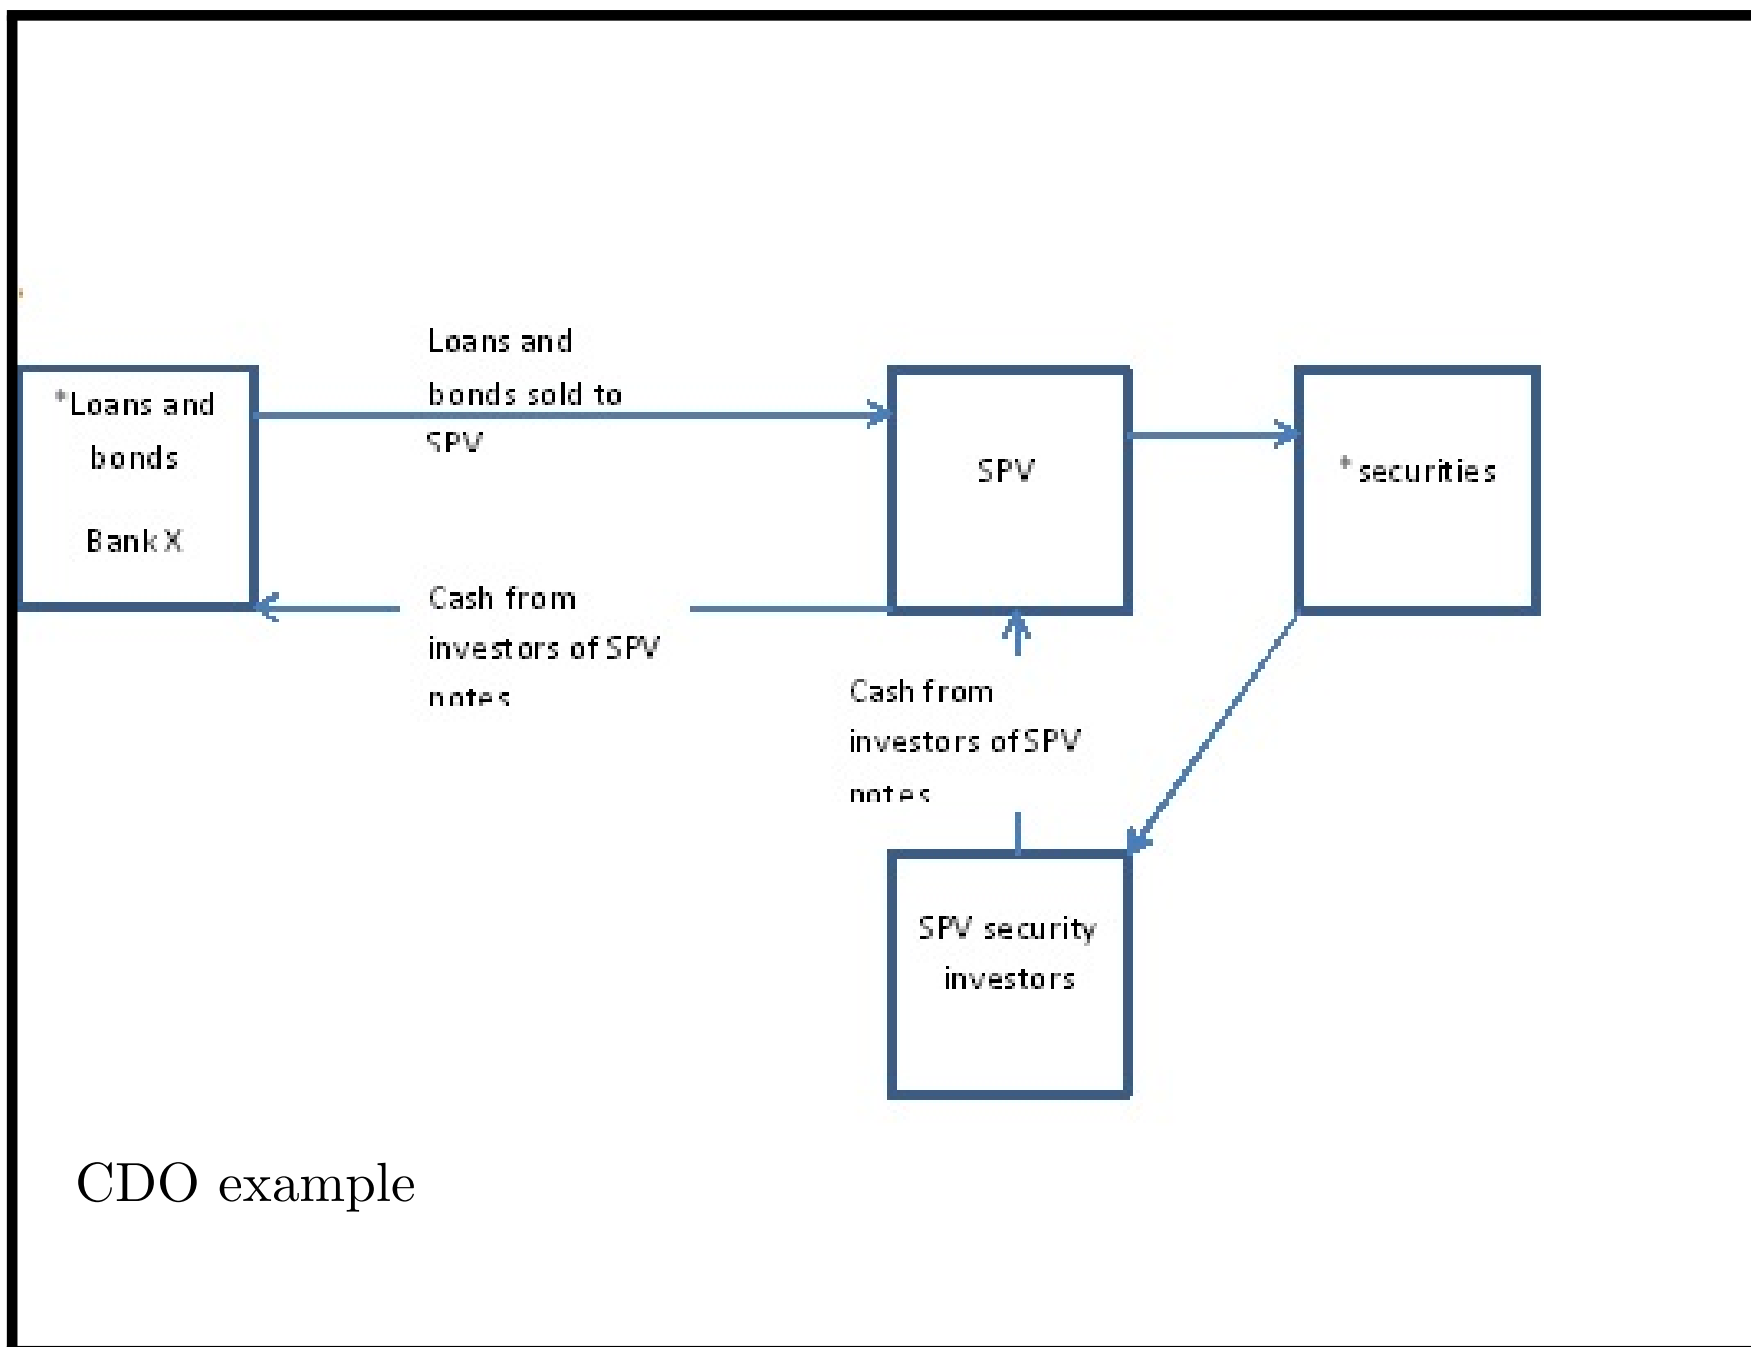 Loans and
bonds sold to
SPV
*Loans and
bonds
Bank X
SPV
*securities
Cash from
investors of SPV
notes
Cash from
investors of SPV
notes
SPV security
investors
CDO example